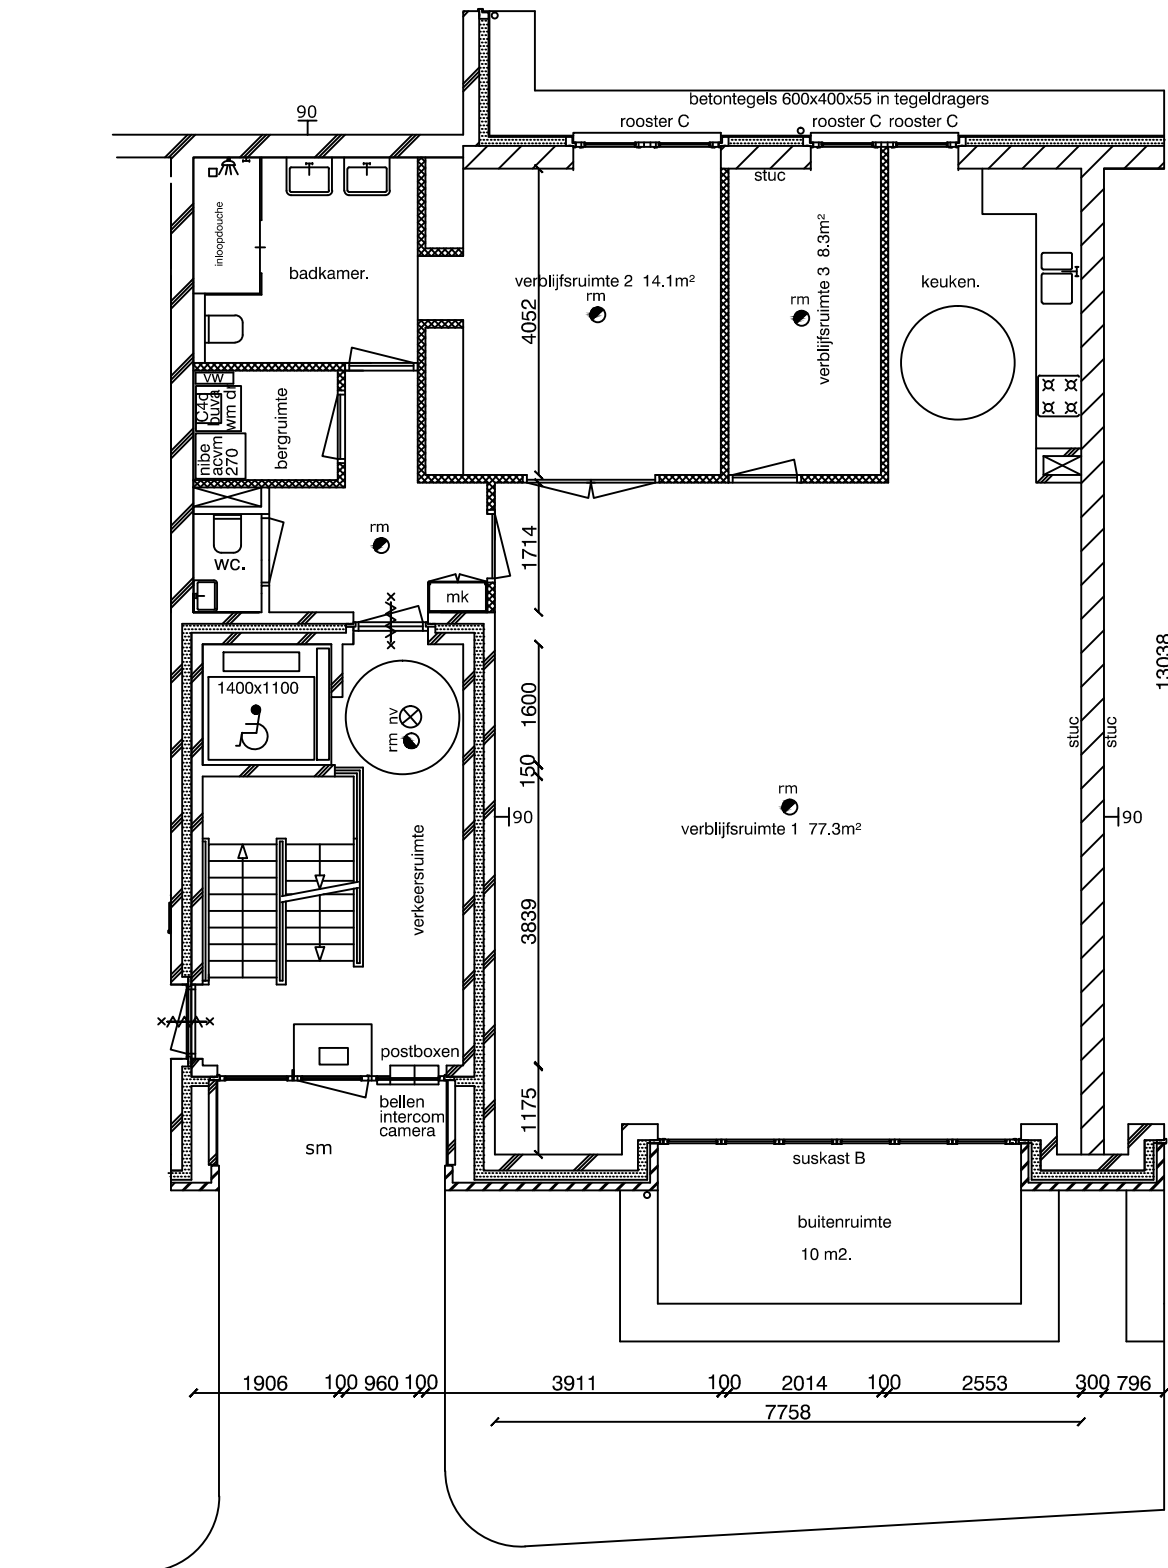 betontegels 600x400x55 in tegeldragers
90
rooster C
rooster C
rooster C
stuc
inloopdouche
badkamer.
verblijfsruimte 2 14.1m²
rm
4052
rm
verblijfsruimte 3 8.3m²
keuken.
vw
C4d
buva
wm dr
nibe
acvm
270
bergruimte
rm
wc.
1714
mk
1400x1100
rm nv
1600
150
13038
stuc
stuc
rm
verblijfsruimte 1 77.3m²
90
90
verkeersruimte
3839
postboxen
bellen
intercom
camera
1175
sm
suskast B
buitenruimte
10 m2.
1906
100
960
100
3911
100
2014
100
2553
300
796
7758